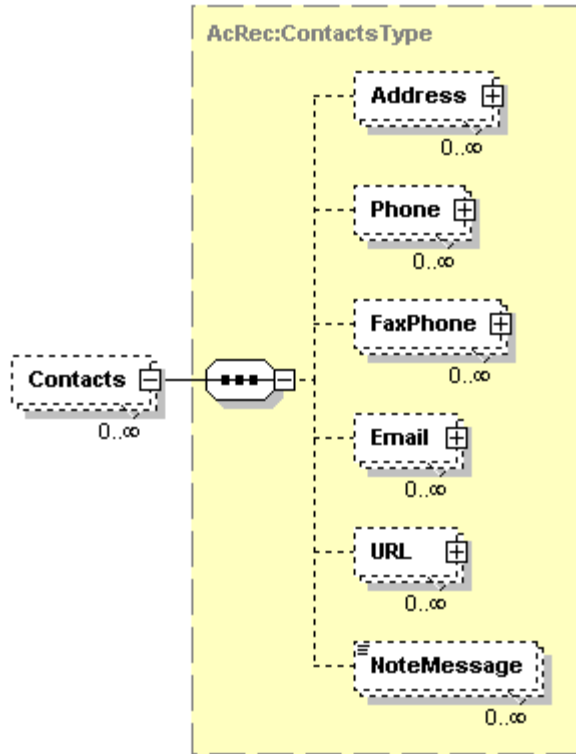 AcRec:ContactsType
Address
0..∞
Phone
0..∞
FaxPhone
0..∞
Contacts
0..∞
Email
0..∞
URL
0..∞
NoteMessage
0..∞